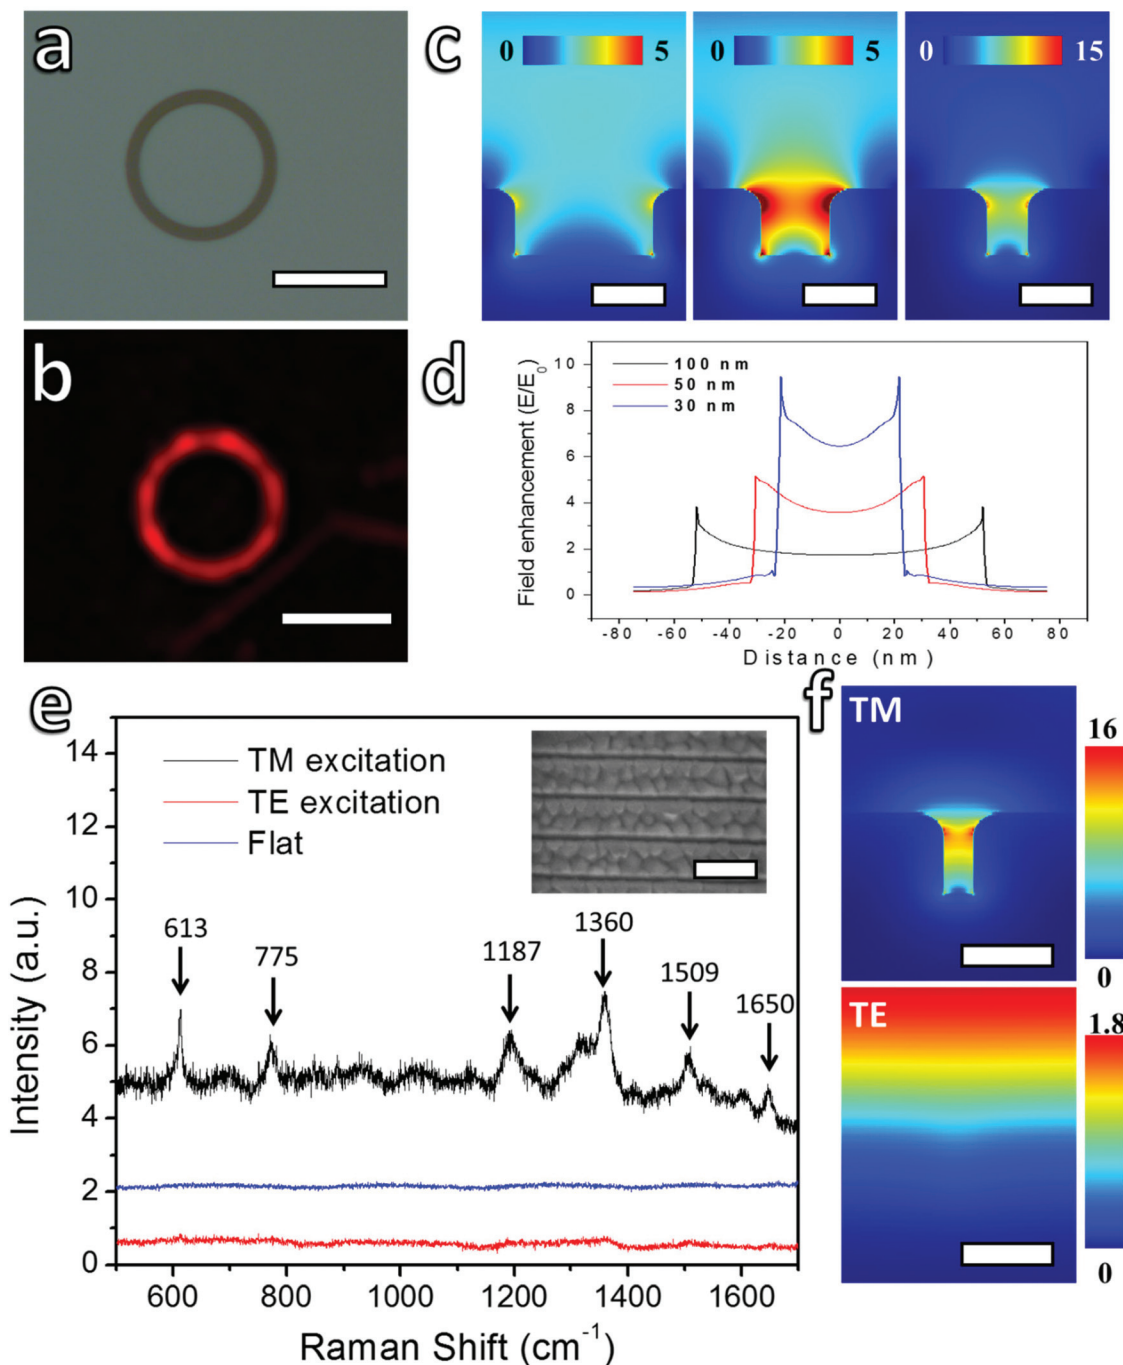 a
b
c
0 5
0 5
0 15
d
Field enhancement (E/E0)
10
8
6
4
2
0
100 nm
50 nm
30 nm
-80 -60 -40 -20 0 20 40 60 80
Distance (nm)
e
Intensity (a.u.)
14
12
10
8
6
4
2
0
TM excitation
TE excitation
Flat
613
775
1187
1360
1509
1650
600 800 1000 1200 1400 1600
Raman Shift (cm⁻¹)
f
TM
16
0
TE
1.8
0